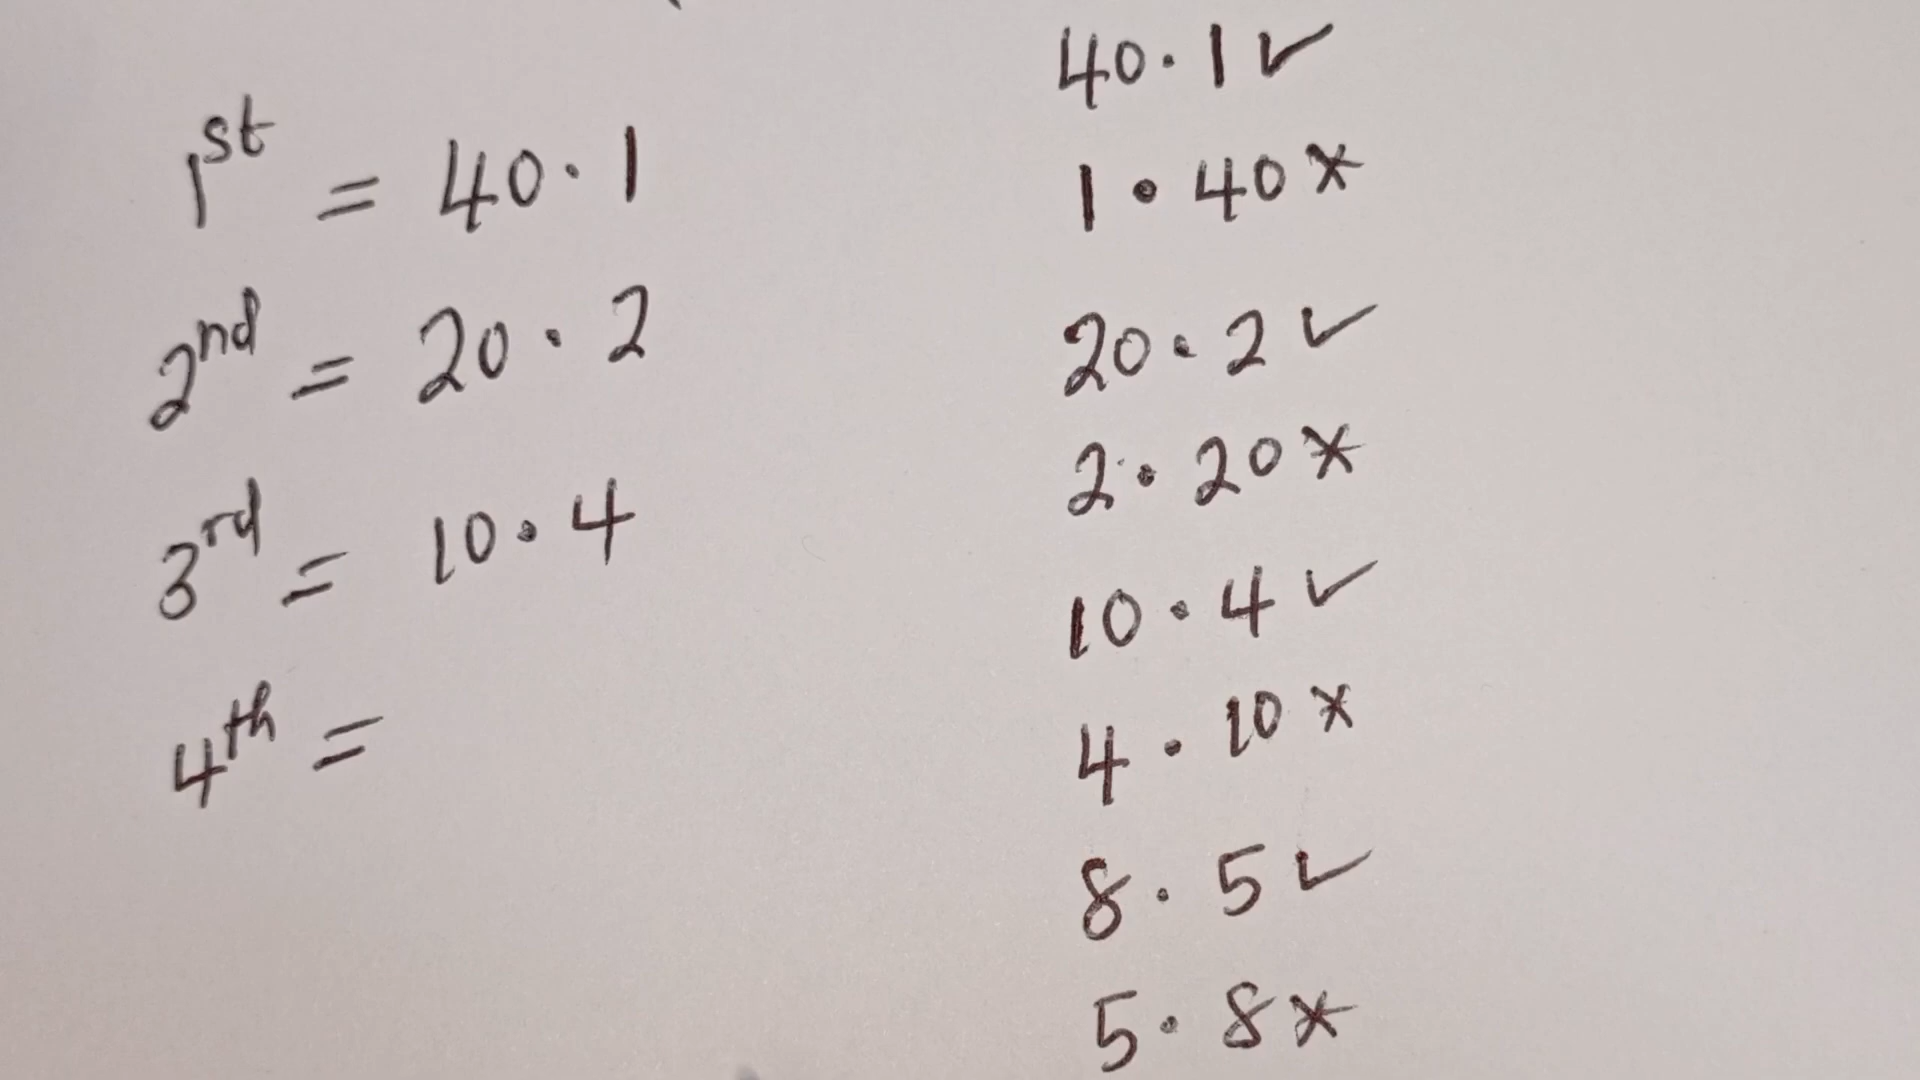 1st = 40 · 1
2nd = 20 · 2
3rd = 10 · 4
4th =
40 · 1 ✓
1 · 40 ×
20 · 2 ✓
2 · 20 ×
10 · 4 ✓
4 · 10 ×
8 · 5 ✓
5 · 8 ×